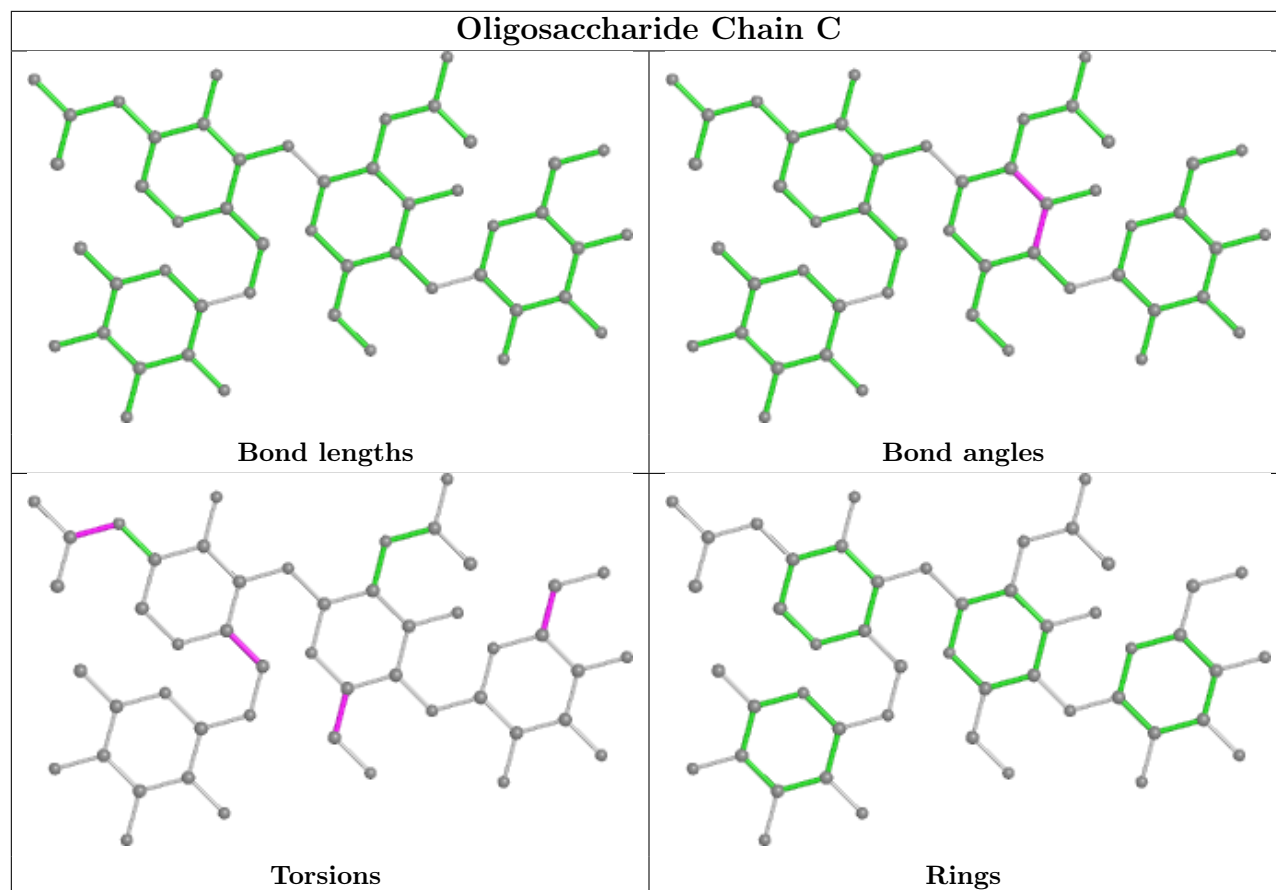 Oligosaccharide Chain C
Bond lengths
Bond angles
Torsions
Rings